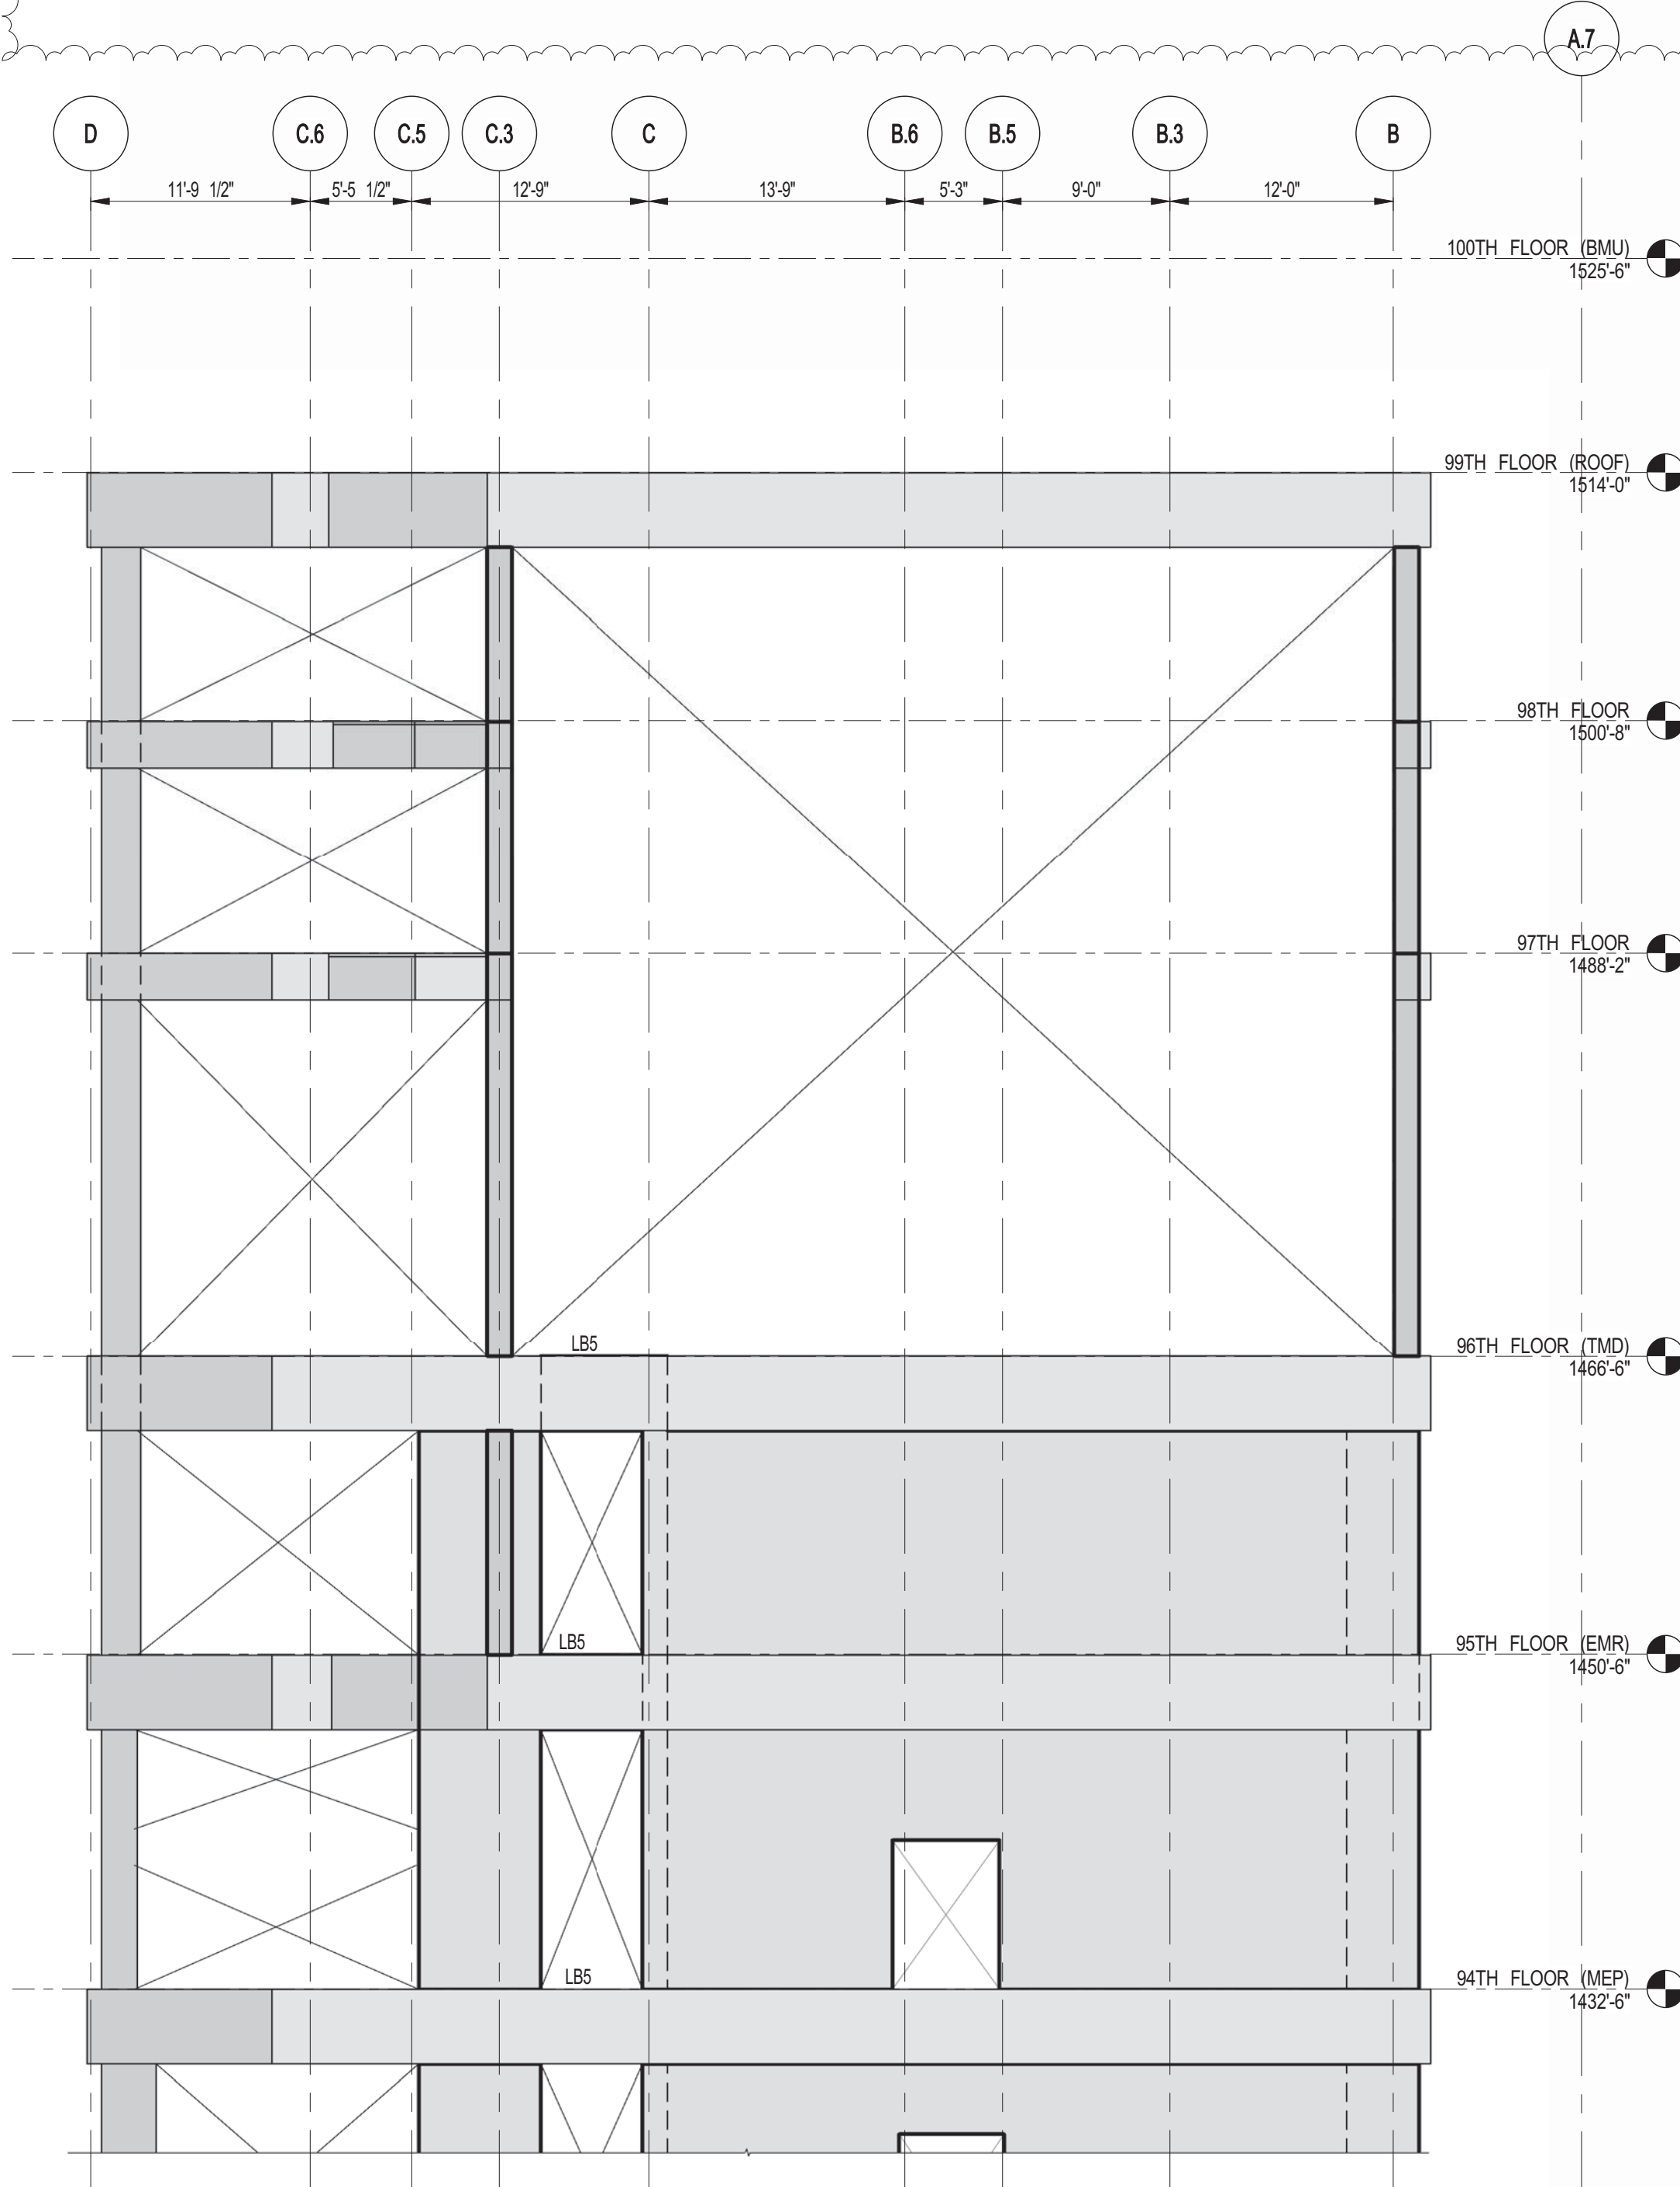 A.7
D C.6 C.5 C.3 C B.6 B.5 B.3 B
11'-9 1/2" 5'-5 1/2" 12'-9" 13'-9" 5'-3" 9'-0" 12'-0"
100TH FLOOR (BMU)
1525'-6"
99TH FLOOR (ROOF)
1514'-0"
98TH FLOOR
1500'-8"
97TH FLOOR
1488'-2"
LB5
96TH FLOOR (TMD)
1466'-6"
LB5
95TH FLOOR (EMR)
1450'-6"
LB5
94TH FLOOR (MEP)
1432'-6"